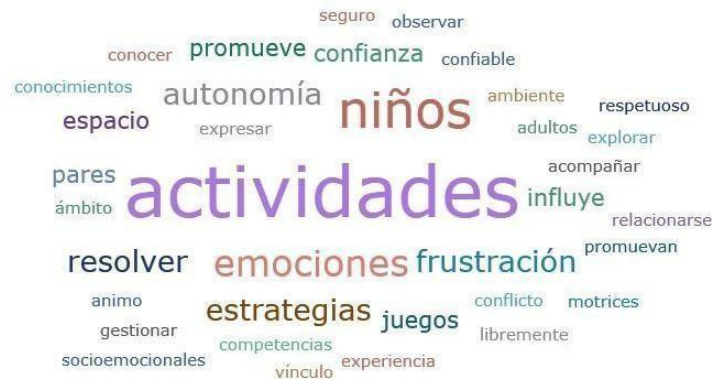 seguro observar
conocer promueve confianza confiable
conocimientos autonomía niños ambiente respetuoso
espacio expresar adultos explorar
pares actividades acompañar
ámbito influye
relacionarse
resolver emociones frustración promuevan
animo estrategias juegos conflicto motrices
gestionar competencias libremente
socioemocionales vínculo experiencia